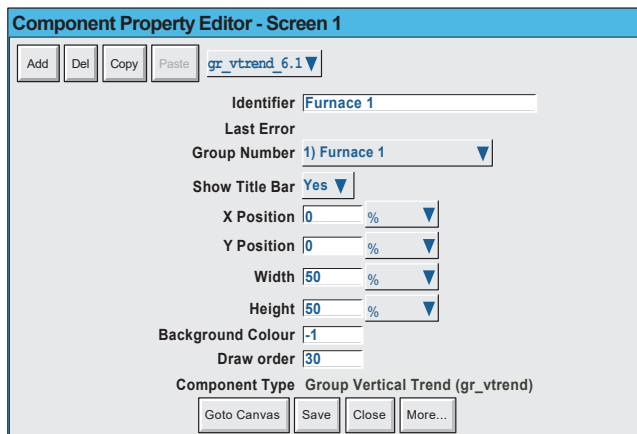 Component Property Editor - Screen 1
Add Del Copy Paste gr_vtrend_6.1
Identifier Furnace 1
Last Error
Group Number 1) Furnace 1
Show Title Bar Yes
X Position 0 %
Y Position 0 %
Width 50 %
Height 50 %
Background Colour -1
Draw order 30
Component Type Group Vertical Trend (gr_vtrend)
Goto Canvas Save Close More...